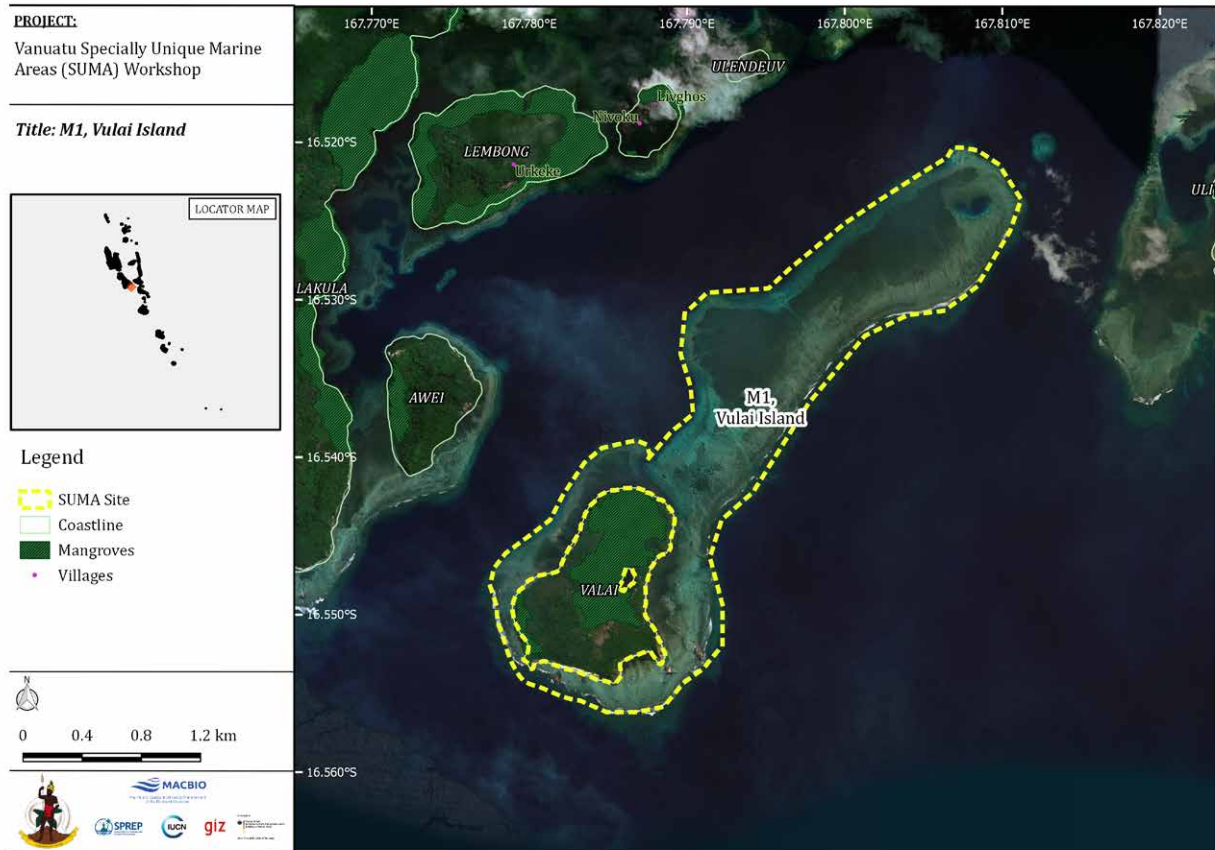 PROJECT:
Vanuatu Specially Unique Marine
Areas (SUMA) Workshop
Title: M1, Vulai Island
LOCATOR MAP
Legend
SUMA Site
Coastline
Mangroves
Villages
0 0.4 0.8 1.2 km
MACBIO
SPREP
IUCN
giz
167.770° 167.780° 167.790° 167.800° 167.810° 167.820°
ULENDEUV
Livghos
Nivoku
16.520°S
LEMBONG
Urkeke
ULI
LAKULA
16.530°S
AWEI
M1,
Vulai Island
16.540°S
VALAI
16.550°S
16.560°S